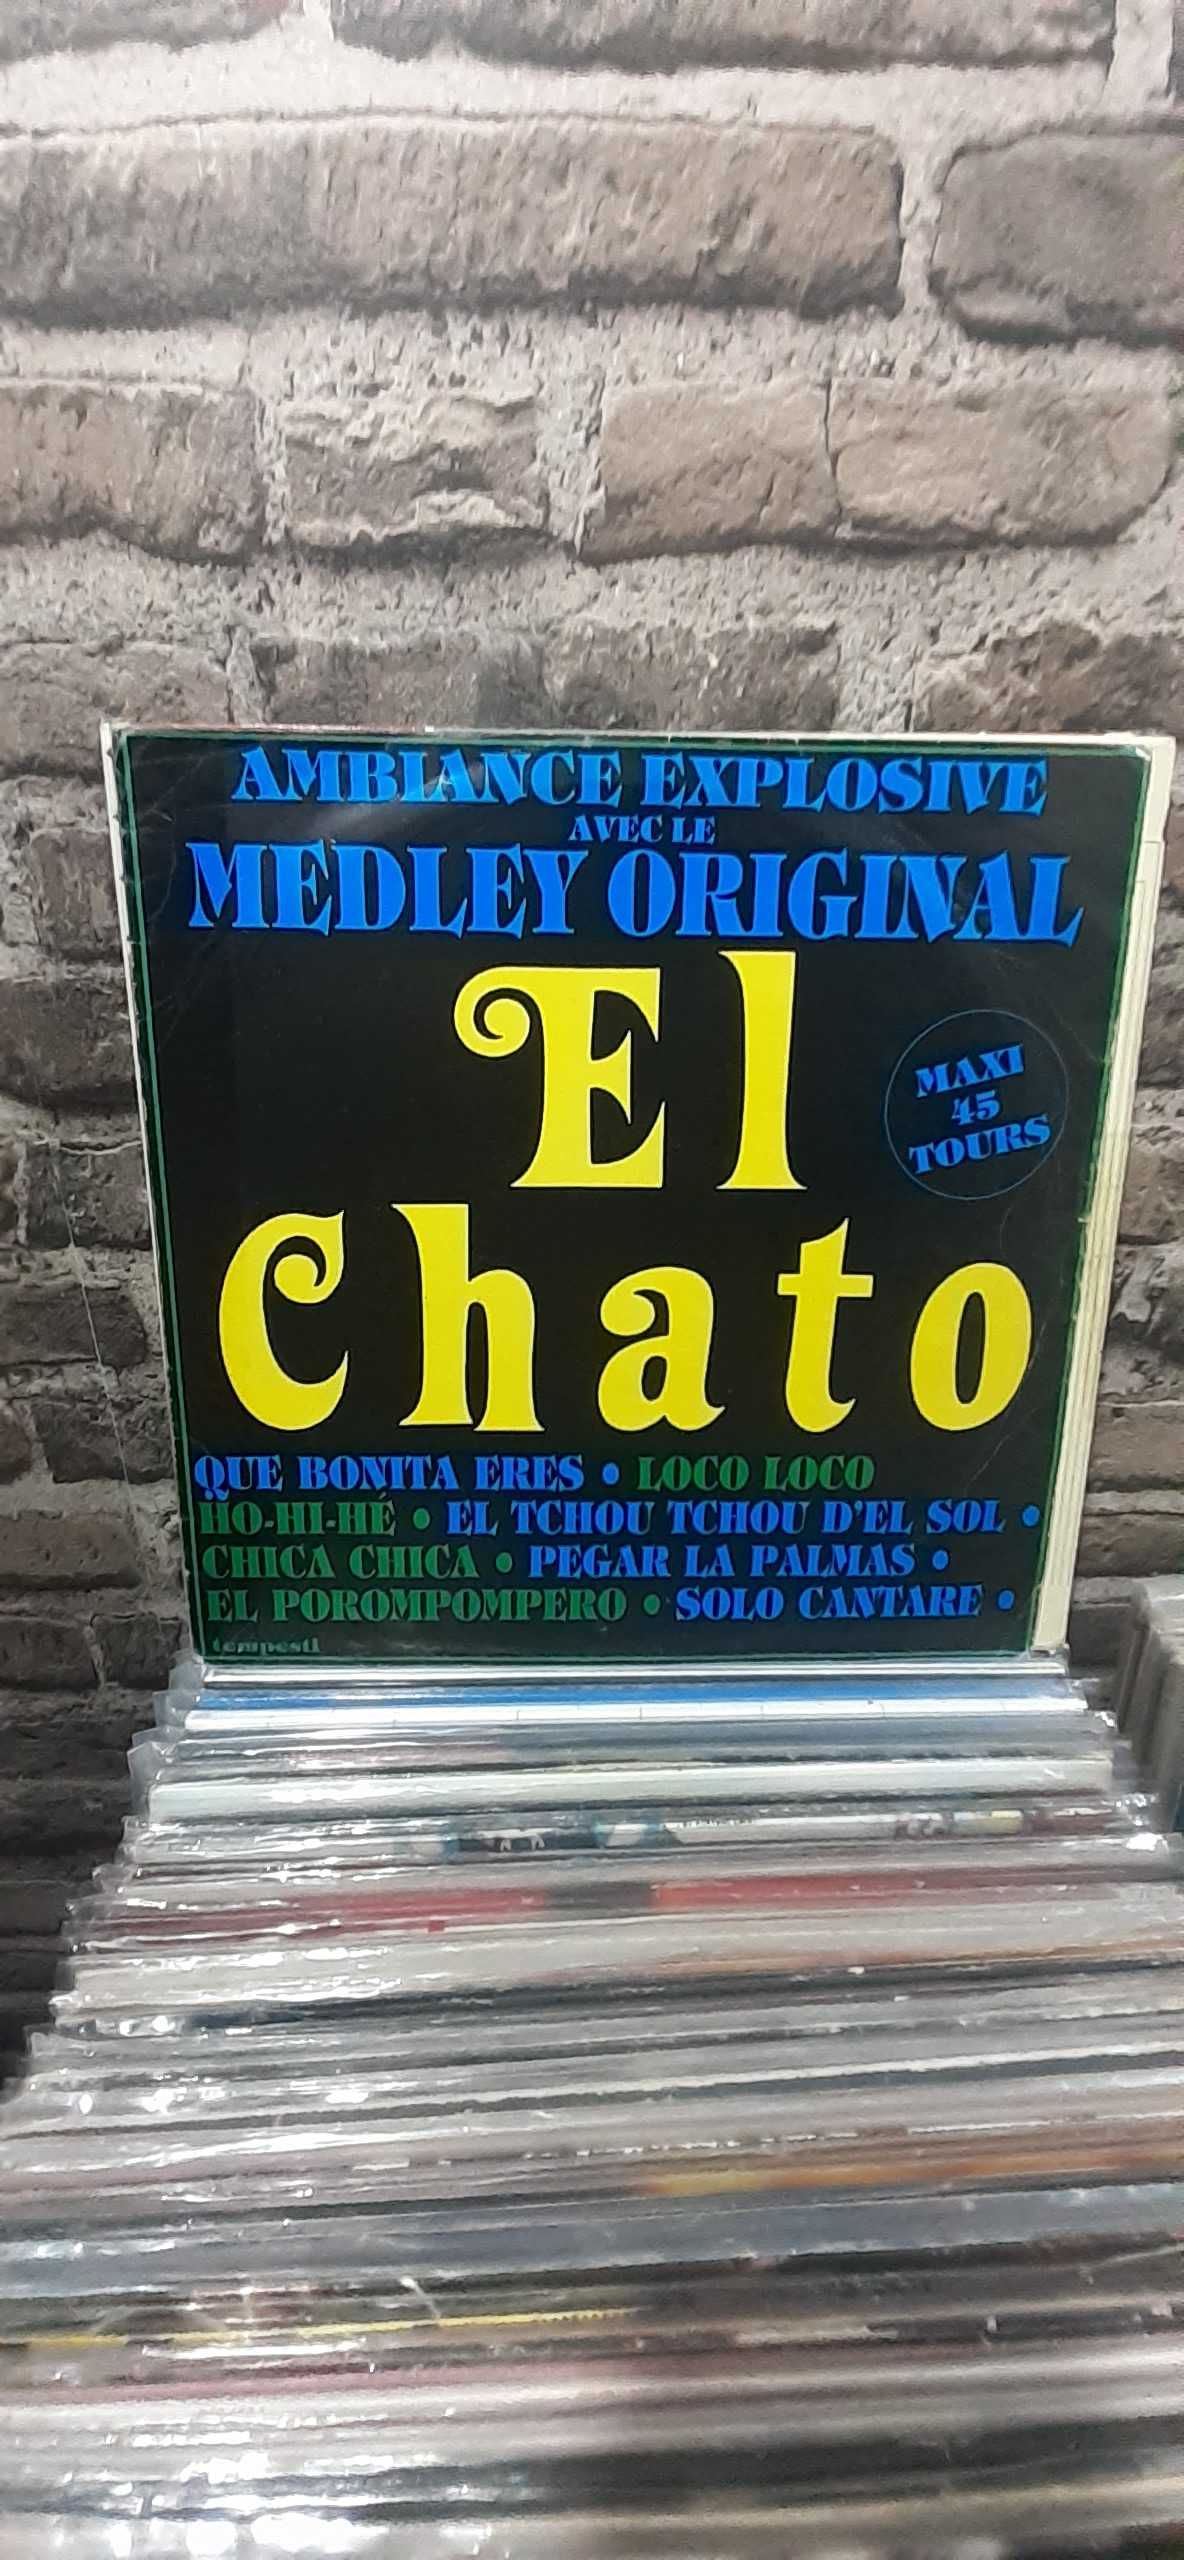 AMBIANCE EXPLOSIVE
AVEC LE
MEDLEY ORIGINAL
El
Chato
MAXI
45
TOURS
QUE BONITA ERES • LOCO LOCO
HO-HI-HÉ • EL TCHOU TCHOU D'EL SOL •
CHICA CHICA • PEGAR LA PALMAS •
EL POROMPOMPERO • SOLO CANTARE •
tempesti